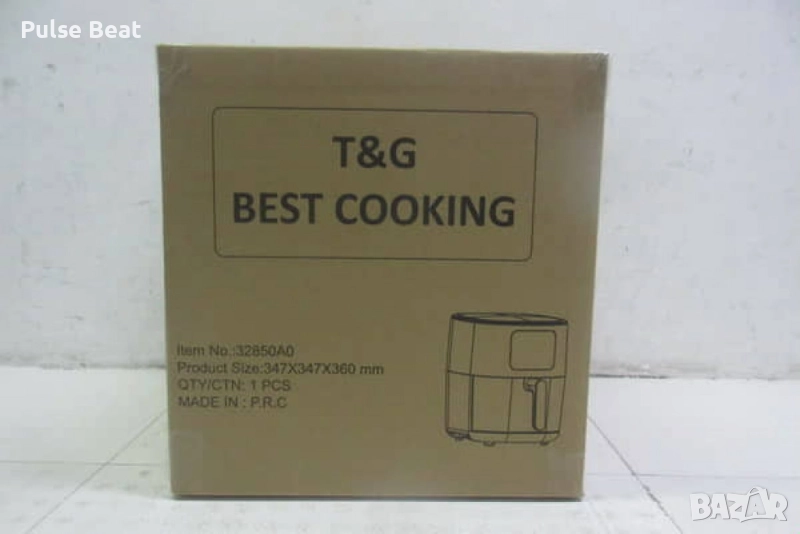 Pulse Beat
T&G
BEST COOKING
Item No.:32850A0
Product Size:347X347X360 mm
QTY/CTN: 1 PCS
MADE IN : P.R.C
BAZAR